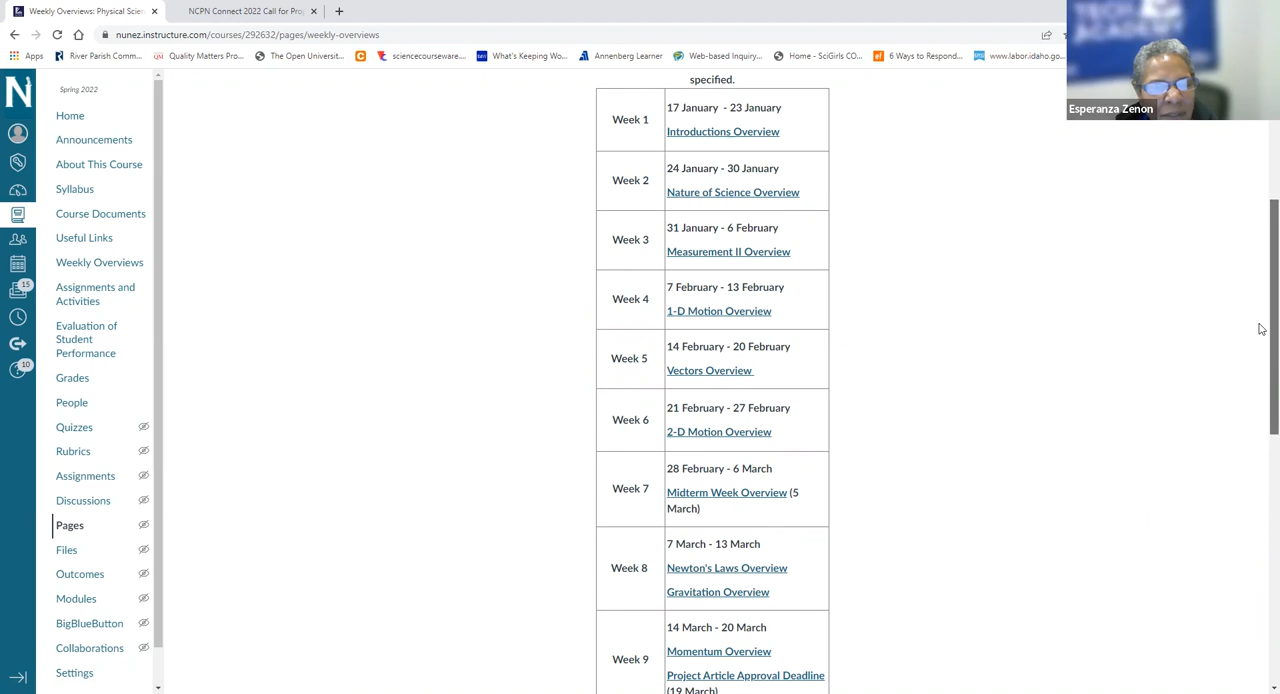 Weekly Overviews: Physical Scien
NCPN Connect 2022 Call for Prop
nunez.instructure.com/courses/292632/pages/weekly-overviews
Apps
River Parish Comm...
Quality Matters Pro...
The Open Universit...
sciencecourseware....
What's Keeping Wo...
Annenberg Learner
Web-based Inquiry...
Home - SciGirls CO...
6 Ways to Respond...
www.labor.idaho.go...
TECH
ACADEMY
Esperanza Zenon
N
15
10
Spring 2022
Home
Announcements
About This Course
Syllabus
Course Documents
Useful Links
Weekly Overviews
Assignments and
Activities
Evaluation of
Student
Performance
Grades
People
Quizzes
Rubrics
Assignments
Discussions
Pages
Files
Outcomes
Modules
BigBlueButton
Collaborations
Settings
specified.
Week 1
17 January - 23 January
Introductions Overview
Week 2
24 January - 30 January
Nature of Science Overview
Week 3
31 January - 6 February
Measurement II Overview
Week 4
7 February - 13 February
1-D Motion Overview
Week 5
14 February - 20 February
Vectors Overview
Week 6
21 February - 27 February
2-D Motion Overview
Week 7
28 February - 6 March
Midterm Week Overview (5
March)
Week 8
7 March - 13 March
Newton's Laws Overview
Gravitation Overview
Week 9
14 March - 20 March
Momentum Overview
Project Article Approval Deadline
(19 March)